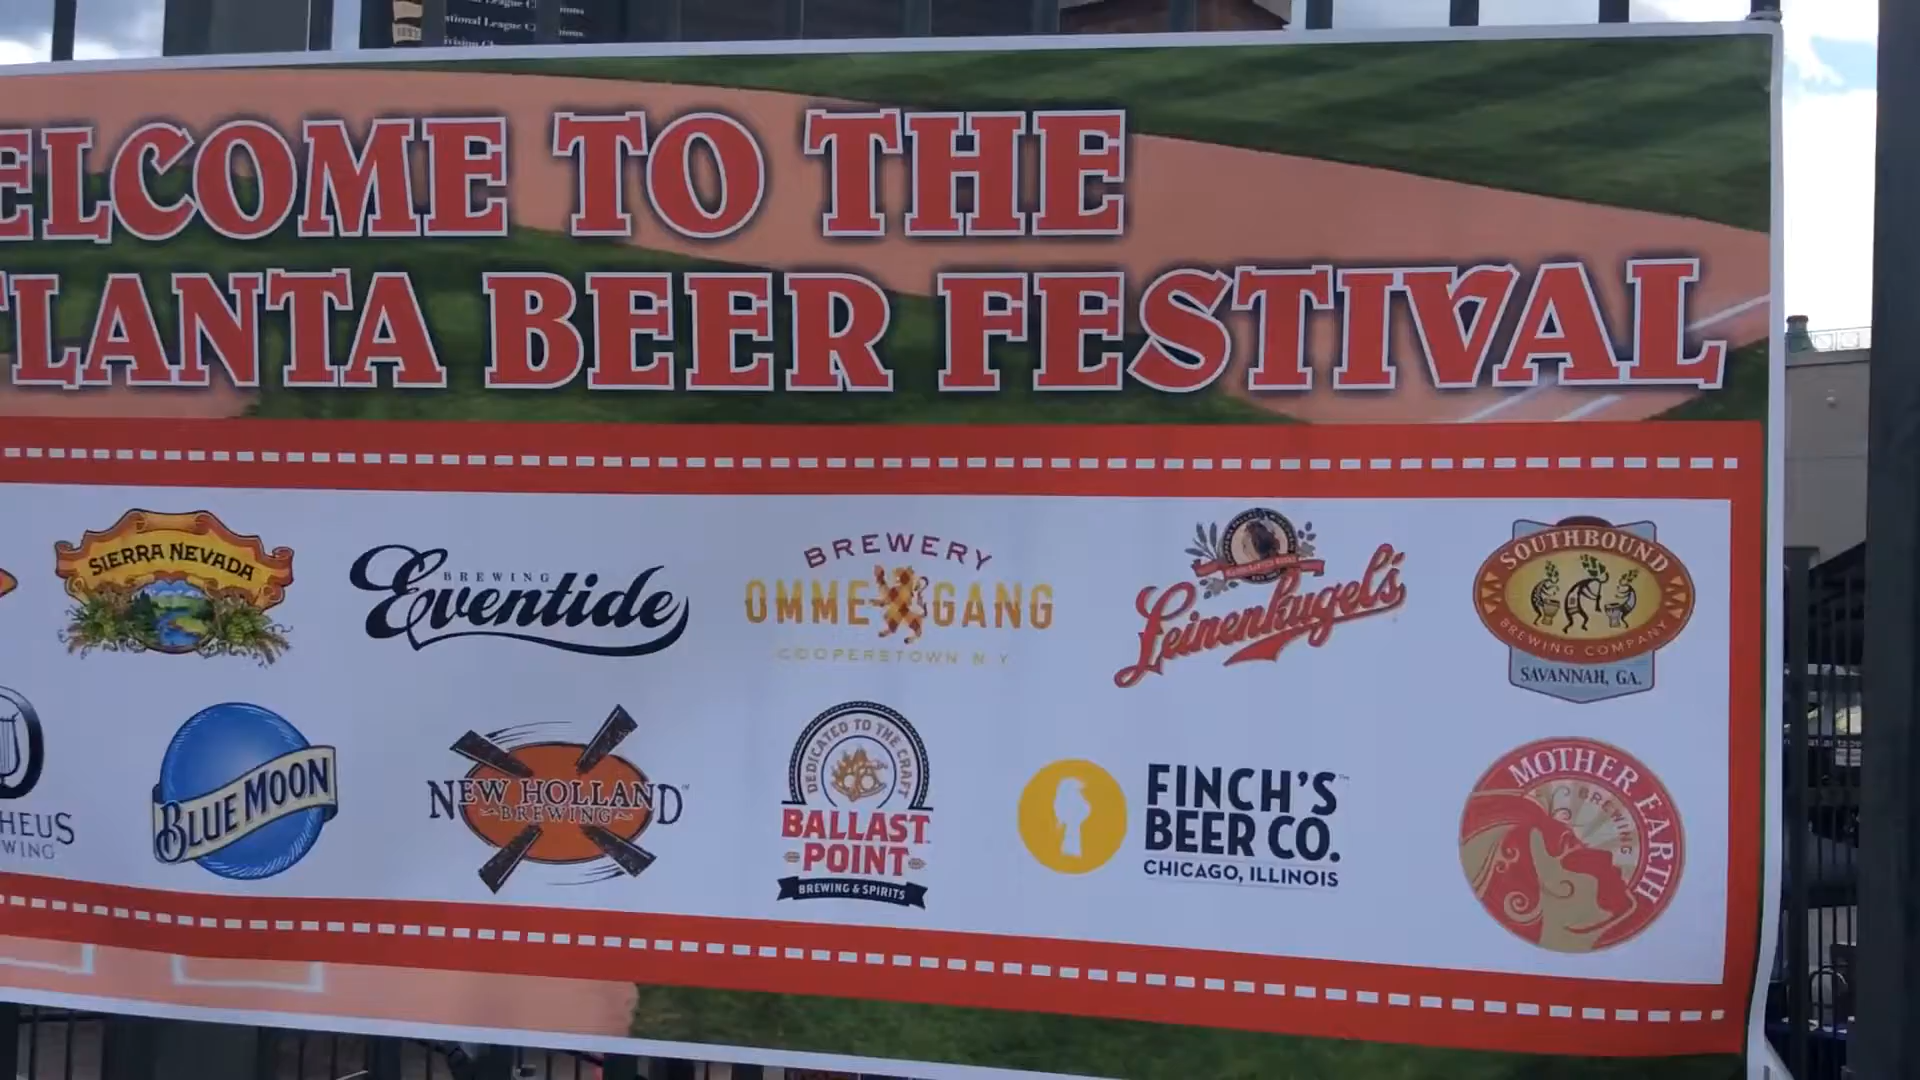 ELCOME TO THE
TLANTA BEER FESTIVAL
SIERRA NEVADA
BREWING
Eventide
BREWERY
OMMEGANG
COOPERSTOWN N.Y
Leinenkugel's
SOUTHBOUND
BREWING COMPANY
SAVANNAH, GA.
HEUS
WING
BLUE MOON
NEW HOLLAND
BREWING
DEDICATED TO THE CRAFT
BALLAST
POINT
BREWING & SPIRITS
FINCH'S
BEER CO.
CHICAGO, ILLINOIS
MOTHER EARTH
BREWING